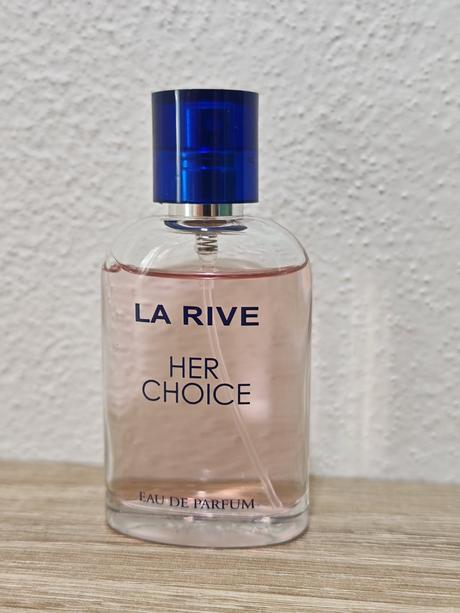 LA RIVE
HER
CHOICE
EAU DE PARFUM